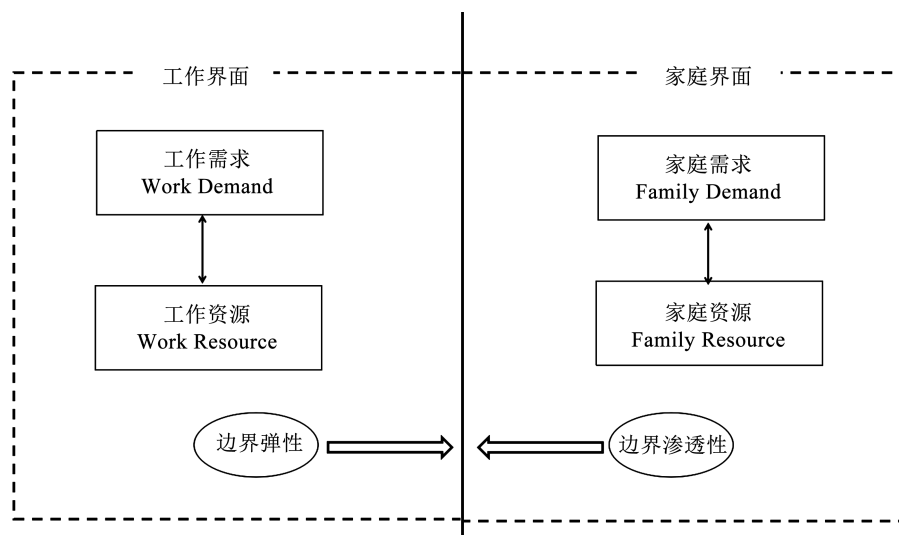 工作界面
家庭界面
工作需求
Work Demand
家庭需求
Family Demand
工作资源
Work Resource
家庭资源
Family Resource
边界弹性
边界渗透性